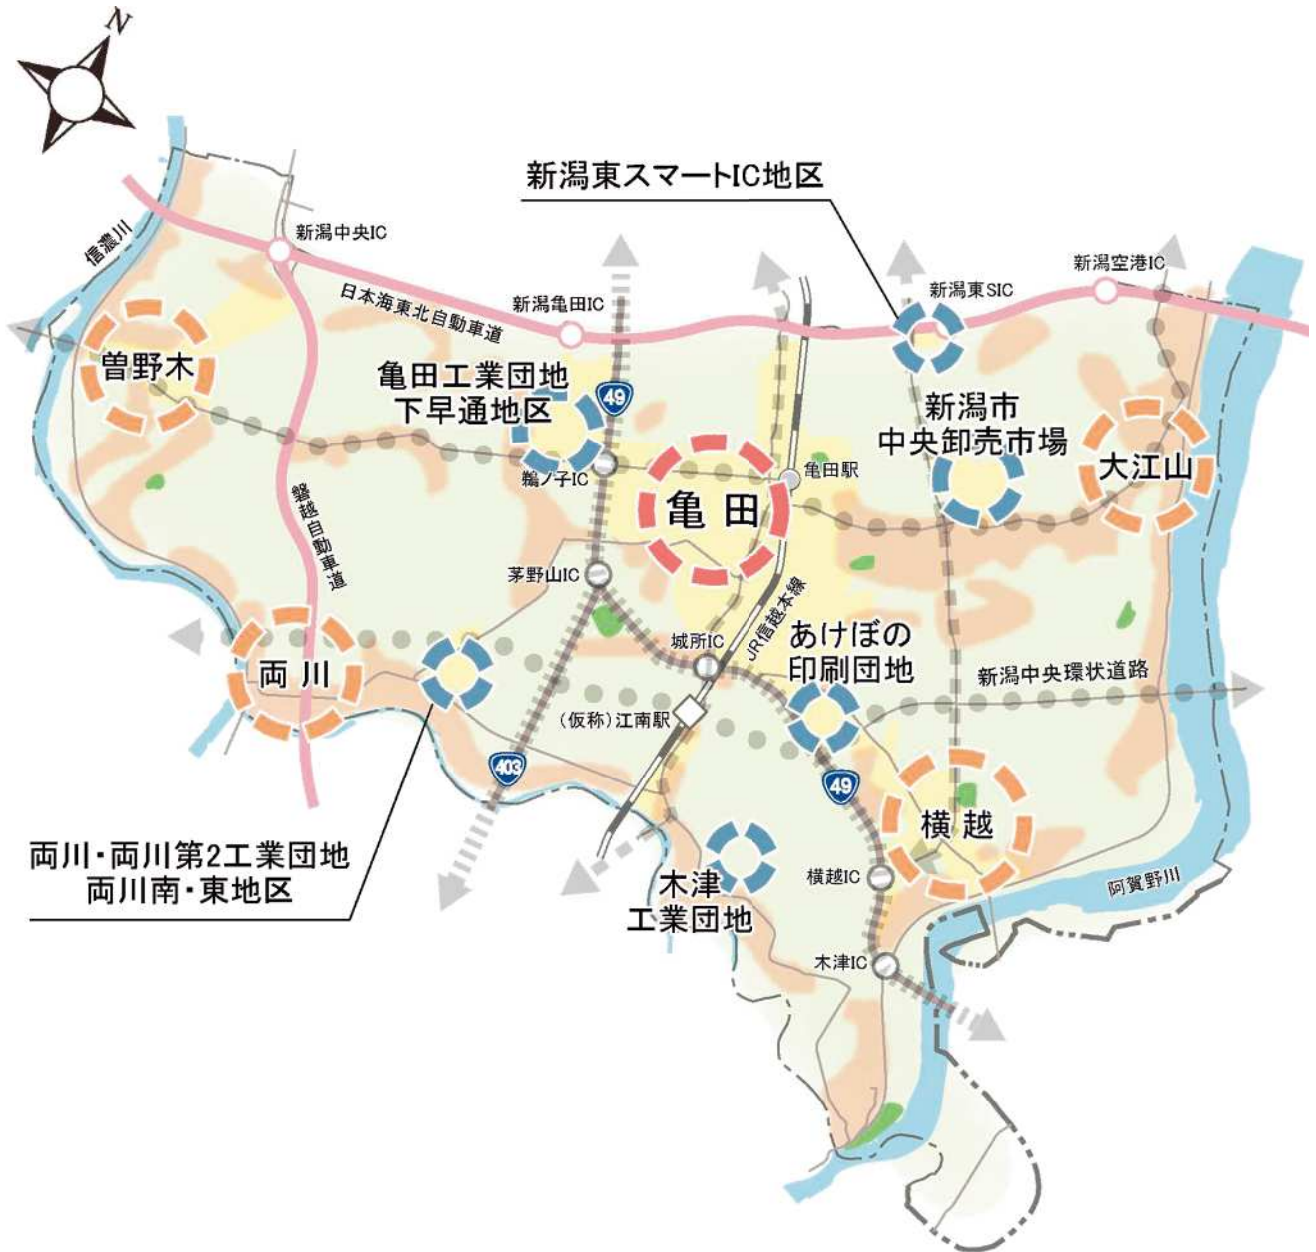 N
新潟東スマートIC地区
信濃川
新潟中央IC
日本海東北自動車道
新潟亀田IC
新潟東SIC
新潟空港IC
曽野木
亀田工業団地
下早通地区
49
新潟市
中央卸売市場
大江山
鵜ノ子IC
亀田
亀田駅
磐越自動車道
茅野山IC
JR信越本線
城所IC
あけぼの
印刷団地
新潟中央環状道路
両川
(仮称)江南駅
403
49
両川・両川第2工業団地
両川南・東地区
木津
工業団地
横越
横越IC
阿賀野川
木津IC